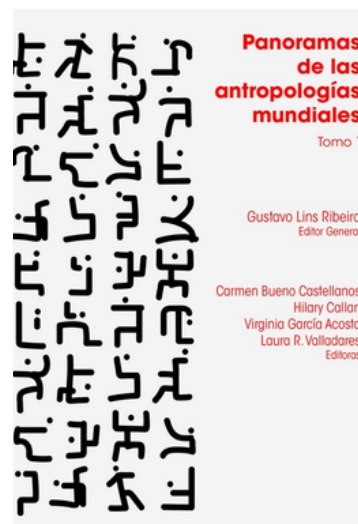 Panoramas
de las
antropologías
mundiales
Tomo 1
Gustavo Lins Ribeiro
Editor General
Carmen Bueno Castellanos
Hilary Callan
Virginia García Acosta
Laura R. Valladares
Editoras